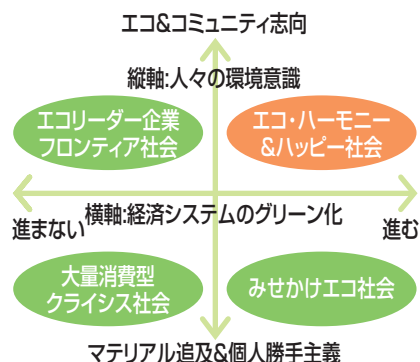 エコ&コミュニティ志向
縦軸:人々の環境意識
エコリーダー企業
フロンティア社会
エコ・ハーモニー
&ハッピー社会
進まない
横軸:経済システムのグリーン化
進む
大量消費型
クライシス社会
みせかけエコ社会
マテリアル追及&個人勝手主義